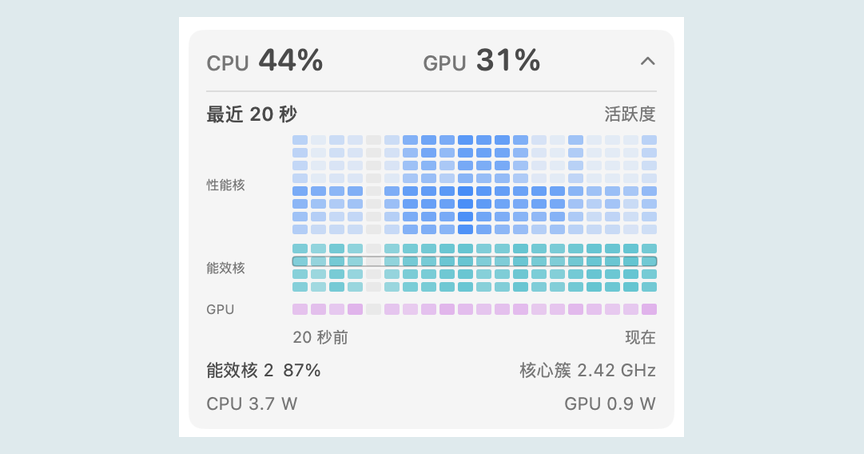 CPU 44% GPU 31%
最近 20 秒 活跃度
性能核
能效核
GPU
20 秒前 现在
能效核 2 87% 核心簇 2.42 GHz
CPU 3.7 W GPU 0.9 W